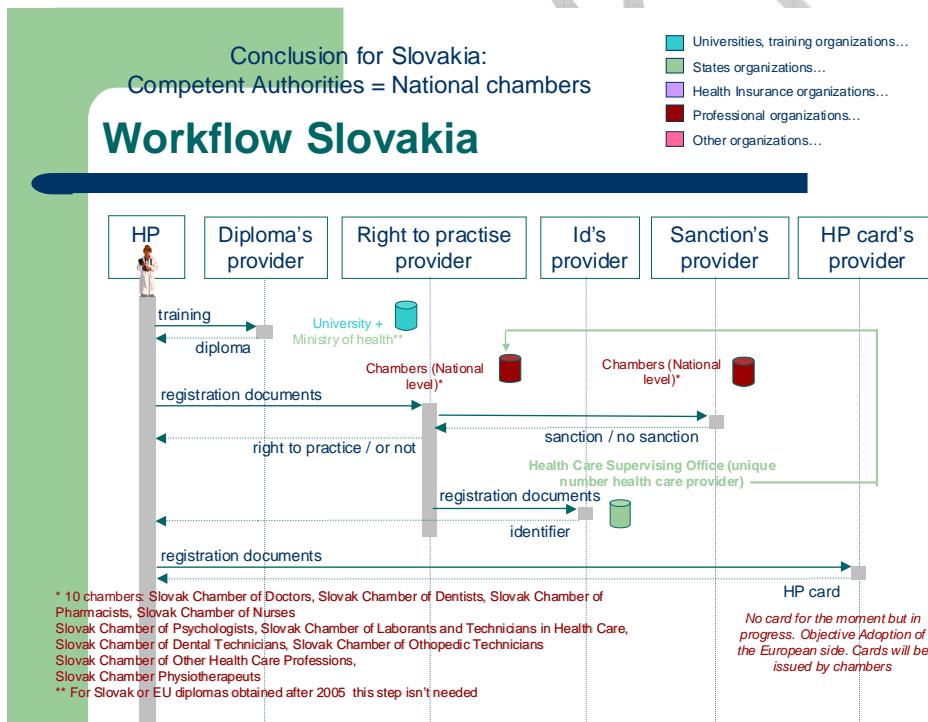 Conclusion for Slovakia:
Competent Authorities = National chambers
Universities, training organizations…
States organizations…
Health Insurance organizations…
Professional organizations…
Other organizations…
Workflow Slovakia
HP
Diploma's
provider
Right to practise
provider
Id's
provider
Sanction's
provider
HP card's
provider
training
University +
Ministry of health**
diploma
Chambers (National
level)*
Chambers (National
level)*
registration documents
sanction / no sanction
right to practice / or not
Health Care Supervising Office (unique
number health care provider)
registration documents
identifier
registration documents
HP card
* 10 chambers: Slovak Chamber of Doctors, Slovak Chamber of Dentists, Slovak Chamber of
Pharmacists, Slovak Chamber of Nurses
Slovak Chamber of Psychologists, Slovak Chamber of Laborants and Technicians in Health Care,
Slovak Chamber of Dental Technicians, Slovak Chamber of Othopedic Technicians
Slovak Chamber of Other Health Care Professions,
Slovak Chamber Physiotherapeuts
** For Slovak or EU diplomas obtained after 2005 this step isn't needed
No card for the moment but in
progress. Objective Adoption of
the European side. Cards will be
issued by chambers